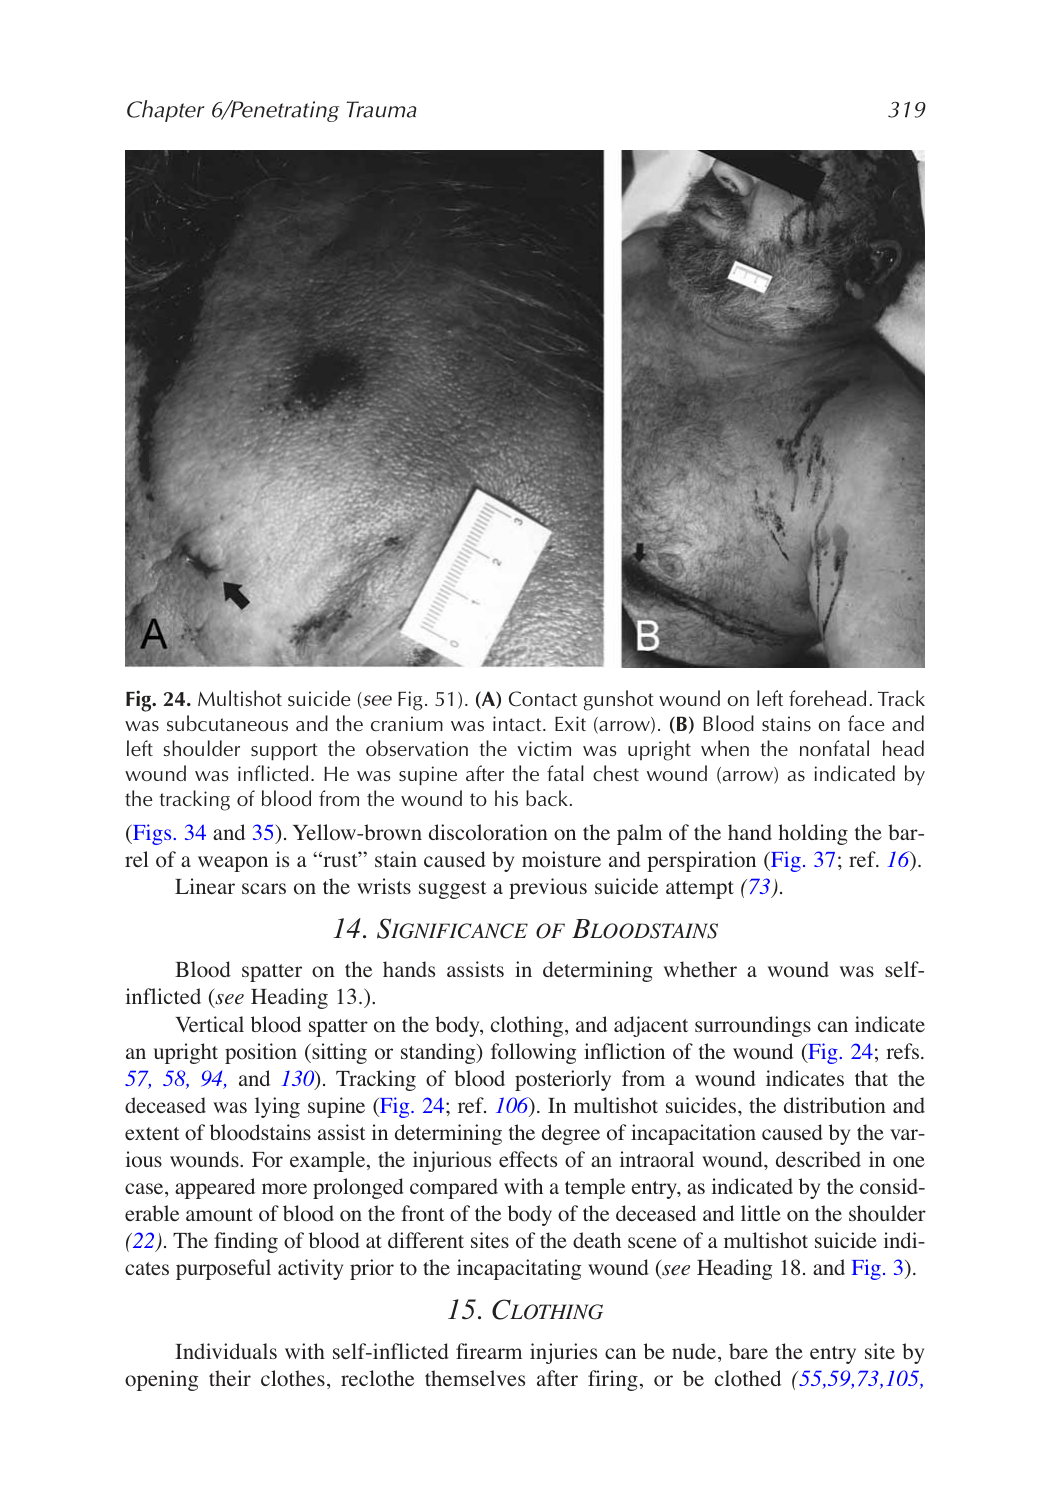 Chapter 6/Penetrating Trauma 319
3
2
1
0
A
B
Fig. 24. Multishot suicide (see Fig. 51). (A) Contact gunshot wound on left forehead. Track
was subcutaneous and the cranium was intact. Exit (arrow). (B) Blood stains on face and
left shoulder support the observation the victim was upright when the nonfatal head
wound was inflicted. He was supine after the fatal chest wound (arrow) as indicated by
the tracking of blood from the wound to his back.
(Figs. 34 and 35). Yellow-brown discoloration on the palm of the hand holding the bar-
rel of a weapon is a “rust” stain caused by moisture and perspiration (Fig. 37; ref. 16).
Linear scars on the wrists suggest a previous suicide attempt (73).
14. SIGNIFICANCE OF BLOODSTAINS
Blood spatter on the hands assists in determining whether a wound was self-
inflicted (see Heading 13.).
Vertical blood spatter on the body, clothing, and adjacent surroundings can indicate
an upright position (sitting or standing) following infliction of the wound (Fig. 24; refs.
57, 58, 94, and 130). Tracking of blood posteriorly from a wound indicates that the
deceased was lying supine (Fig. 24; ref. 106). In multishot suicides, the distribution and
extent of bloodstains assist in determining the degree of incapacitation caused by the var-
ious wounds. For example, the injurious effects of an intraoral wound, described in one
case, appeared more prolonged compared with a temple entry, as indicated by the consid-
erable amount of blood on the front of the body of the deceased and little on the shoulder
(22). The finding of blood at different sites of the death scene of a multishot suicide indi-
cates purposeful activity prior to the incapacitating wound (see Heading 18. and Fig. 3).
15. CLOTHING
Individuals with self-inflicted firearm injuries can be nude, bare the entry site by
opening their clothes, reclothe themselves after firing, or be clothed (55,59,73,105,